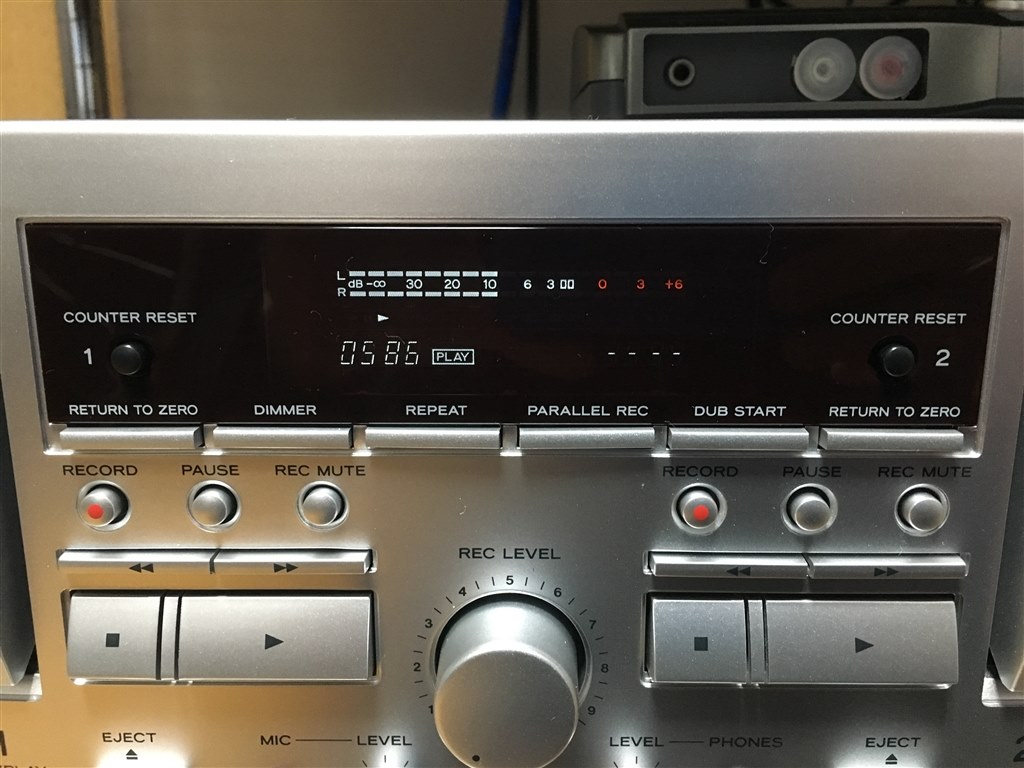 L
dB -∞ 30 20 10 6 3 0 3 +6
R
COUNTER RESET
COUNTER RESET
1
0586 PLAY
- - - -
2
RETURN TO ZERO DIMMER REPEAT PARALLEL REC DUB START RETURN TO ZERO
RECORD PAUSE REC MUTE
RECORD PAUSE REC MUTE
REC LEVEL
1 2 3 4 5 6 7 8 9
EJECT
MIC LEVEL
LEVEL PHONES
EJECT